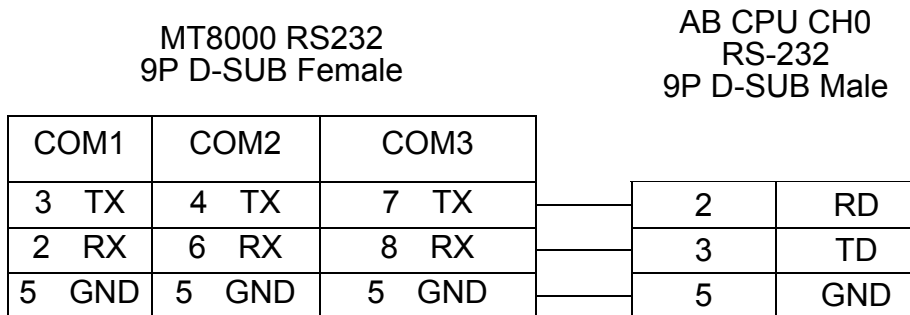 MT8000 RS232
9P D-SUB Female
AB CPU CH0
RS-232
9P D-SUB Male
COM1 COM2 COM3
3 TX 4 TX 7 TX 2 RD
2 RX 6 RX 8 RX 3 TD
5 GND 5 GND 5 GND 5 GND